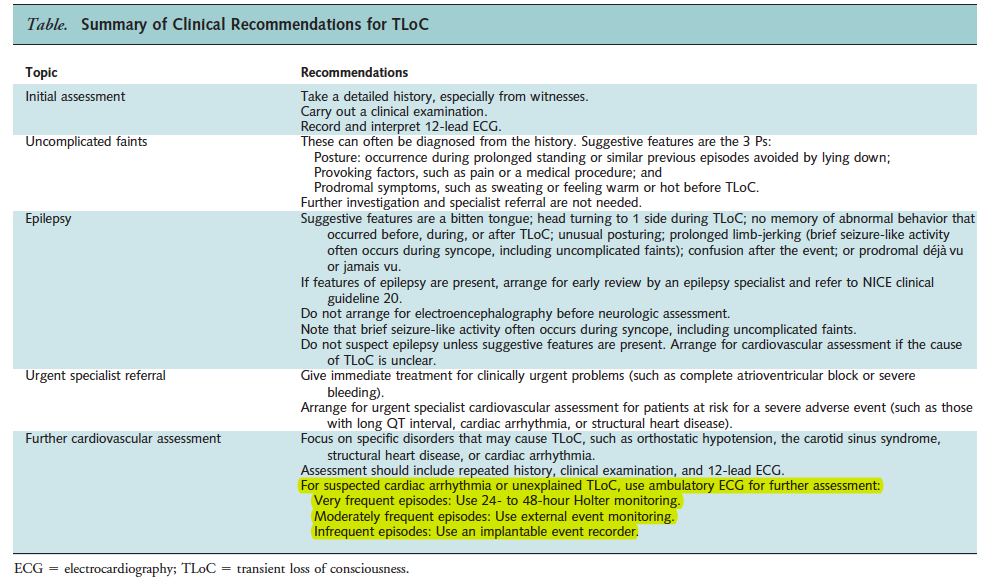 Table. Summary of Clinical Recommendations for TLoC
Topic Recommendations
Initial assessment Take a detailed history, especially from witnesses.
Carry out a clinical examination.
Record and interpret 12-lead ECG.
Uncomplicated faints These can often be diagnosed from the history. Suggestive features are the 3 Ps:
Posture: occurrence during prolonged standing or similar previous episodes avoided by lying down;
Provoking factors, such as pain or a medical procedure; and
Prodromal symptoms, such as sweating or feeling warm or hot before TLoC.
Further investigation and specialist referral are not needed.
Epilepsy Suggestive features are a bitten tongue; head turning to 1 side during TLoC; no memory of abnormal behavior that
occurred before, during, or after TLoC; unusual posturing; prolonged limb-jerking (brief seizure-like activity
often occurs during syncope, including uncomplicated faints); confusion after the event; or prodromal déjà vu
or jamais vu.
If features of epilepsy are present, arrange for early review by an epilepsy specialist and refer to NICE clinical
guideline 20.
Do not arrange for electroencephalography before neurologic assessment.
Note that brief seizure-like activity often occurs during syncope, including uncomplicated faints.
Do not suspect epilepsy unless suggestive features are present. Arrange for cardiovascular assessment if the cause
of TLoC is unclear.
Urgent specialist referral Give immediate treatment for clinically urgent problems (such as complete atrioventricular block or severe
bleeding).
Arrange for urgent specialist cardiovascular assessment for patients at risk for a severe adverse event (such as those
with long QT interval, cardiac arrhythmia, or structural heart disease).
Further cardiovascular assessment Focus on specific disorders that may cause TLoC, such as orthostatic hypotension, the carotid sinus syndrome,
structural heart disease, or cardiac arrhythmia.
Assessment should include repeated history, clinical examination, and 12-lead ECG.
For suspected cardiac arrhythmia or unexplained TLoC, use ambulatory ECG for further assessment:
Very frequent episodes: Use 24- to 48-hour Holter monitoring.
Moderately frequent episodes: Use external event monitoring.
Infrequent episodes: Use an implantable event recorder.
ECG = electrocardiography; TLoC = transient loss of consciousness.